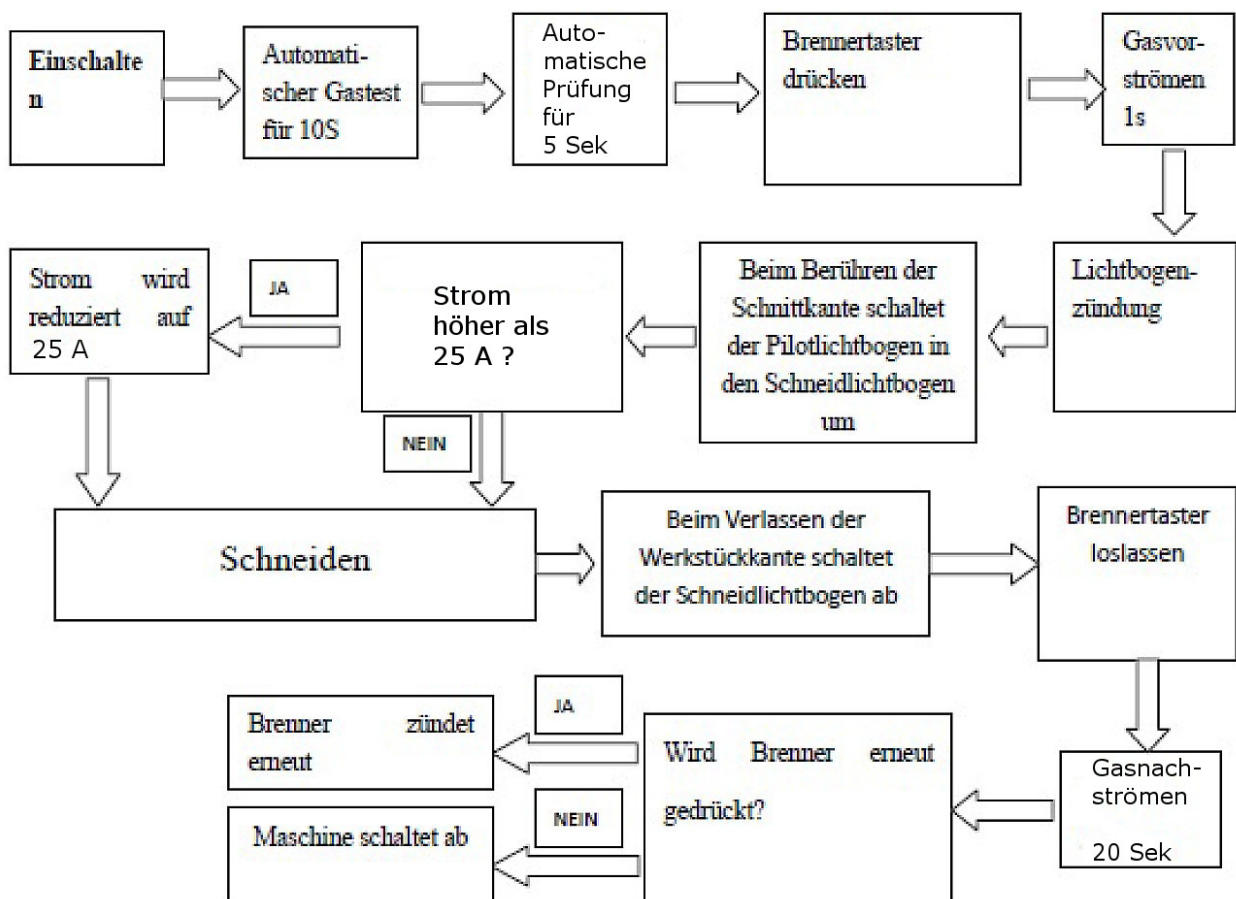 Einschalte
n
Automati-
scher Gastest
für 10S
Auto-
matische
Prüfung
für
5 Sek
Brennertaster
drücken
Gasvor-
strömen
1s
Lichtbogen-
zündung
Beim Berühren der
Schnittkante schaltet
der Pilotlichtbogen in
den Schneidlichtbogen
um
Strom
höher als
25 A ?
JA
Strom wird
reduziert auf
25 A
NEIN
Schneiden
Beim Verlassen der
Werkstückkante schaltet
der Schneidlichtbogen ab
Brennertaster
loslassen
Gasnach-
strömen
20 Sek
Wird Brenner erneut
gedrückt?
JA
Brenner zündet
erneut
NEIN
Maschine schaltet ab